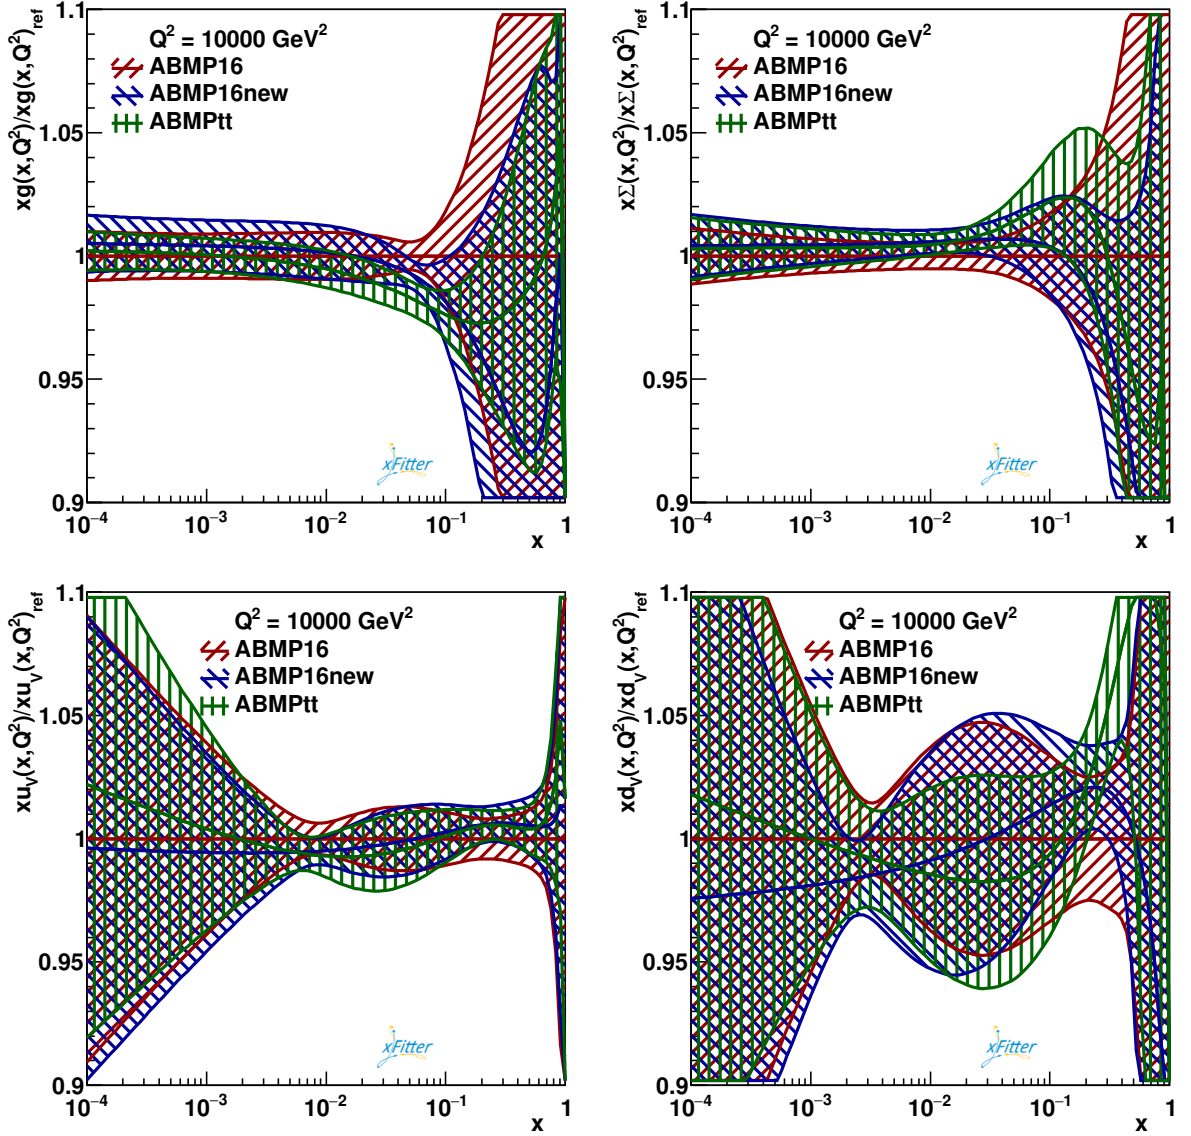 xg(x,Q²)/xg(x,Q²)ref
1.1
1.05
1
0.95
0.9
Q² = 10000 GeV²
ABMP16
ABMP16new
ABMPtt
xFitter
10⁻⁴ 10⁻³ 10⁻² 10⁻¹ 1
x
xΣ(x,Q²)/xΣ(x,Q²)ref
1.1
1.05
1
0.95
0.9
Q² = 10000 GeV²
ABMP16
ABMP16new
ABMPtt
xFitter
10⁻⁴ 10⁻³ 10⁻² 10⁻¹ 1
x
xuV(x,Q²)/xuV(x,Q²)ref
1.1
1.05
1
0.95
0.9
Q² = 10000 GeV²
ABMP16
ABMP16new
ABMPtt
xFitter
10⁻⁴ 10⁻³ 10⁻² 10⁻¹ 1
x
xdV(x,Q²)/xdV(x,Q²)ref
1.1
1.05
1
0.95
0.9
Q² = 10000 GeV²
ABMP16
ABMP16new
ABMPtt
xFitter
10⁻⁴ 10⁻³ 10⁻² 10⁻¹ 1
x